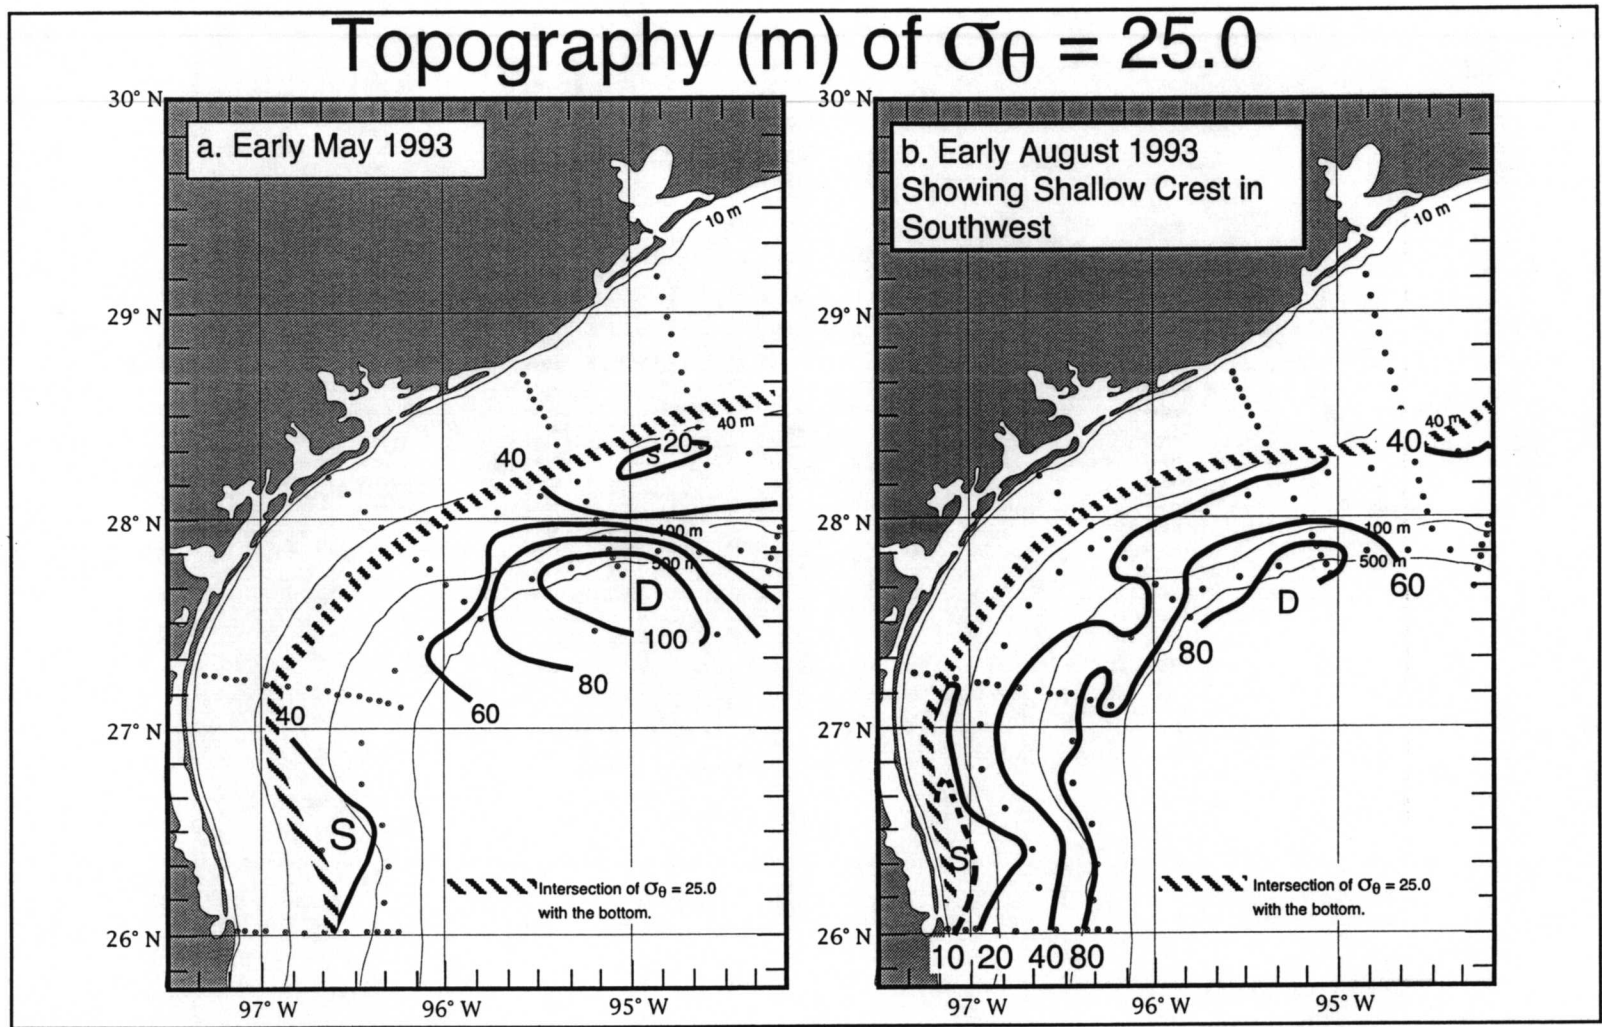 Topography (m) of σθ = 25.0
a. Early May 1993
30° N
29° N
28° N
27° N
26° N
97° W
96° W
95° W
10 m
40 m
20
S
40
100 m
500 m
D
100
80
60
40
S
Intersection of σθ = 25.0
with the bottom.
b. Early August 1993
Showing Shallow Crest in
Southwest
30° N
29° N
28° N
27° N
26° N
97° W
96° W
95° W
10 m
40 m
40
100 m
500 m
60
D
80
S
10
20
40
80
Intersection of σθ = 25.0
with the bottom.